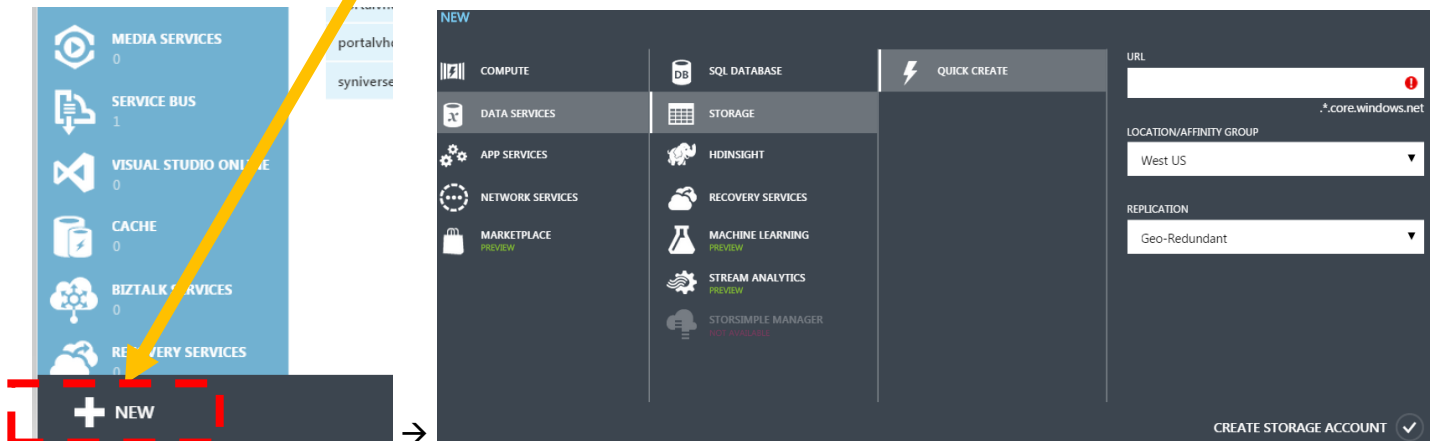 MEDIA SERVICES
0
SERVICE BUS
1
VISUAL STUDIO ONLINE
0
CACHE
0
BIZTALK SERVICES
0
RECOVERY SERVICES
0
NEW
portalvh
syniverse
→
NEW
COMPUTE
DATA SERVICES
APP SERVICES
NETWORK SERVICES
MARKETPLACE
PREVIEW
SQL DATABASE
STORAGE
HDINSIGHT
RECOVERY SERVICES
MACHINE LEARNING
PREVIEW
STREAM ANALYTICS
PREVIEW
STORSIMPLE MANAGER
NOT AVAILABLE
QUICK CREATE
URL
.*.core.windows.net
LOCATION/AFFINITY GROUP
West US
REPLICATION
Geo-Redundant
CREATE STORAGE ACCOUNT